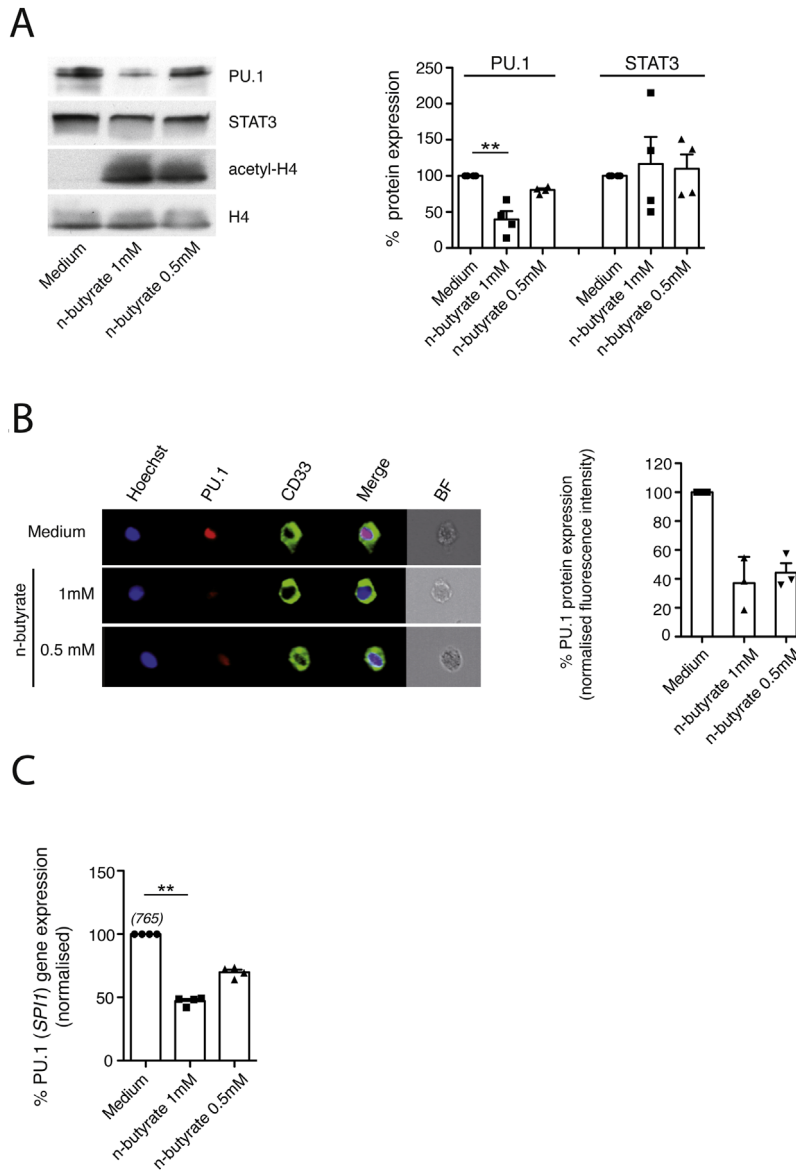 A
PU.1
STAT3
acetyl-H4
H4
Medium
n-butyrate 1mM
n-butyrate 0.5mM
% protein expression
250
200
150
100
50
0
PU.1
STAT3
**
Medium
n-butyrate 1mM
n-butyrate 0.5mM
Medium
n-butyrate 1mM
n-butyrate 0.5mM
B
Hoechst
PU.1
CD33
Merge
BF
Medium
n-butyrate
1mM
0.5 mM
% PU.1 protein expression
(normalised fluorescence intensity)
120
100
80
60
40
20
0
Medium
n-butyrate 1mM
n-butyrate 0.5mM
C
% PU.1 (SPI1) gene expression
(normalised)
150
100
50
0
**
(765)
Medium
n-butyrate 1mM
n-butyrate 0.5mM